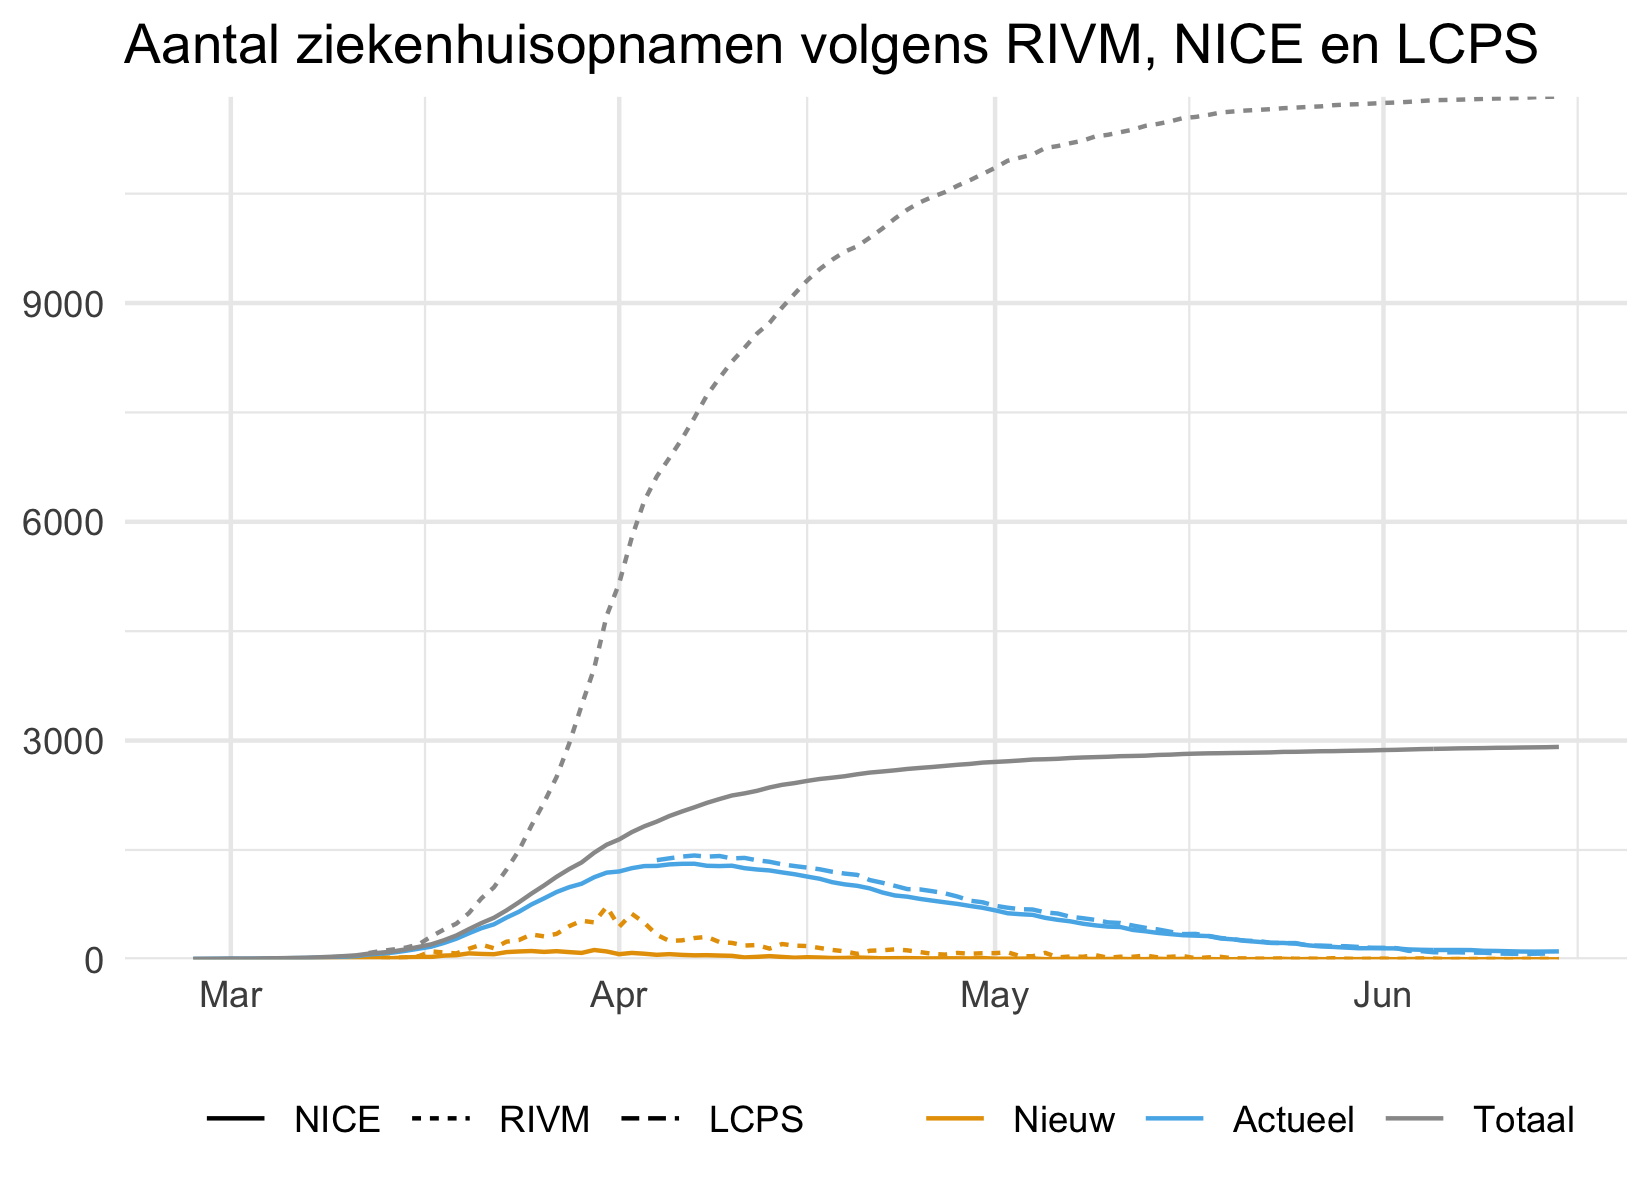 Aantal ziekenhuisopnamen volgens RIVM, NICE en LCPS
9000
6000
3000
0
Mar Apr May Jun
NICE RIVM LCPS Nieuw Actueel Totaal